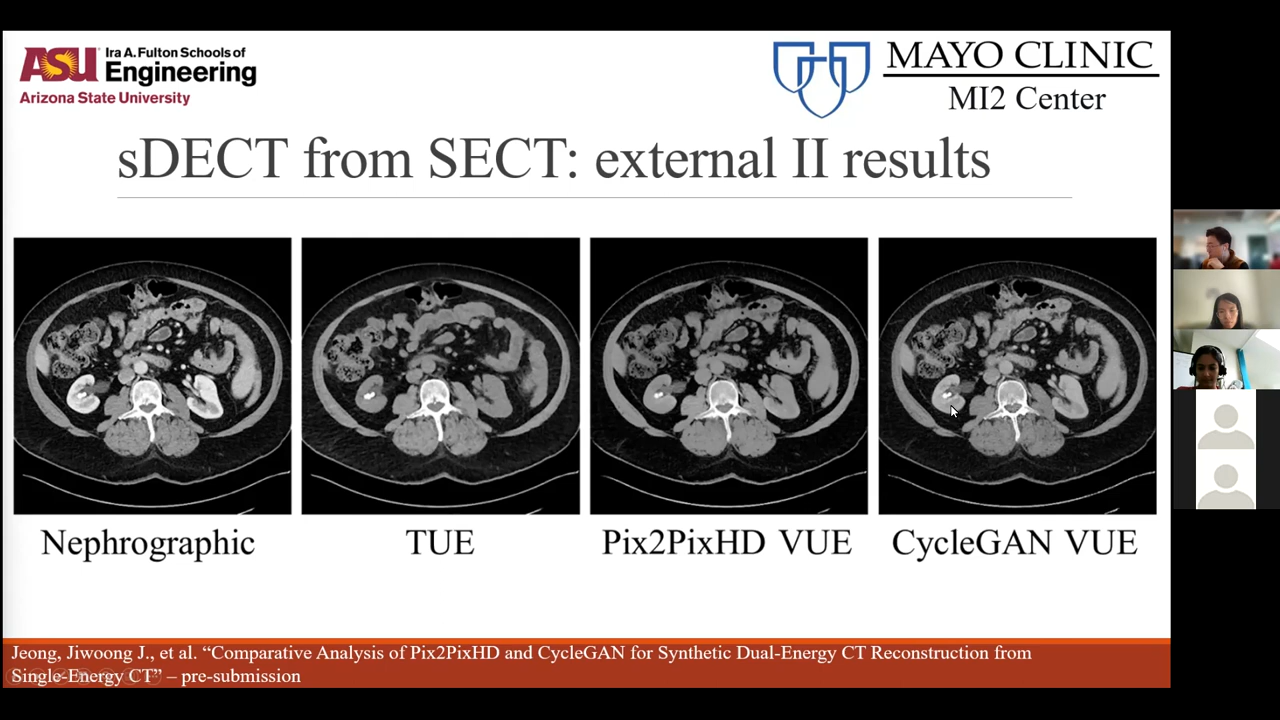 ASU Ira A. Fulton Schools of
Engineering
Arizona State University
MAYO CLINIC
MI2 Center
sDECT from SECT: external II results
Nephrographic
TUE
Pix2PixHD VUE
CycleGAN VUE
Jeong, Jiwoong J., et al. “Comparative Analysis of Pix2PixHD and CycleGAN for Synthetic Dual-Energy CT Reconstruction from
Single-Energy CT” – pre-submission